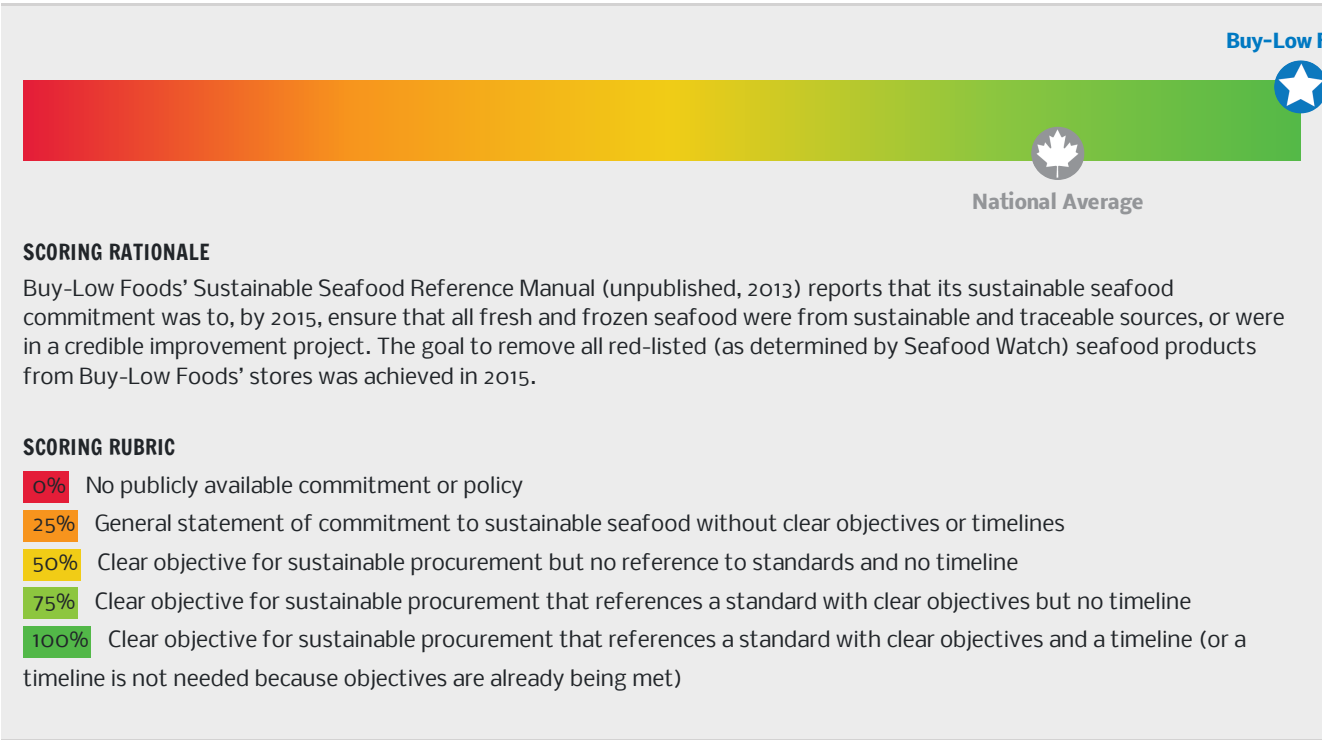 Buy-Low F
National Average
SCORING RATIONALE
Buy-Low Foods’ Sustainable Seafood Reference Manual (unpublished, 2013) reports that its sustainable seafood
commitment was to, by 2015, ensure that all fresh and frozen seafood were from sustainable and traceable sources, or were
in a credible improvement project. The goal to remove all red-listed (as determined by Seafood Watch) seafood products
from Buy-Low Foods’ stores was achieved in 2015.
SCORING RUBRIC
0% No publicly available commitment or policy
25% General statement of commitment to sustainable seafood without clear objectives or timelines
50% Clear objective for sustainable procurement but no reference to standards and no timeline
75% Clear objective for sustainable procurement that references a standard with clear objectives but no timeline
100% Clear objective for sustainable procurement that references a standard with clear objectives and a timeline (or a
timeline is not needed because objectives are already being met)